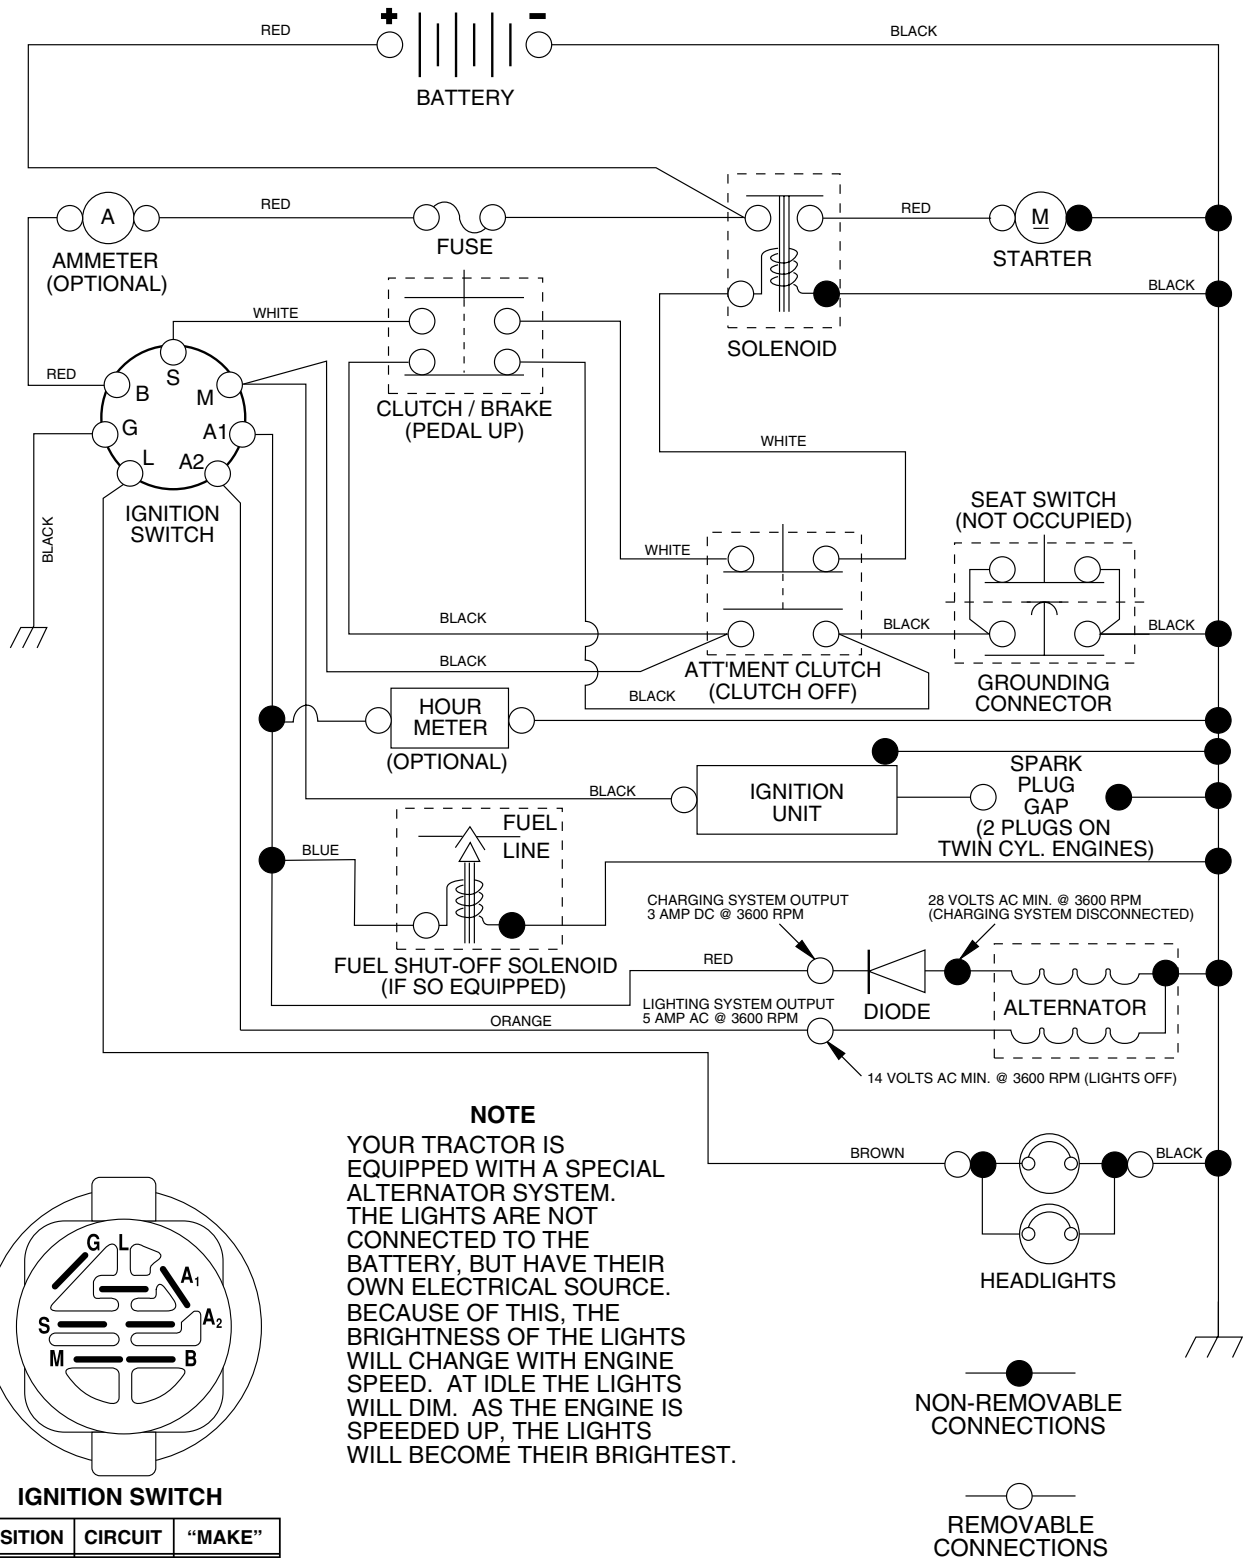 + -
RED
BLACK
BATTERY
A
RED
AMMETER
(OPTIONAL)
FUSE
SOLENOID
RED
M
STARTER
BLACK
WHITE
RED
S
B
M
G
A1
L
A2
IGNITION
SWITCH
BLACK
CLUTCH / BRAKE
(PEDAL UP)
WHITE
WHITE
SEAT SWITCH
(NOT OCCUPIED)
BLACK
BLACK
BLACK
BLACK
BLACK
ATT'MENT CLUTCH
(CLUTCH OFF)
GROUNDING
CONNECTOR
HOUR
METER
(OPTIONAL)
BLACK
IGNITION
UNIT
SPARK
PLUG
GAP
(2 PLUGS ON
TWIN CYL. ENGINES)
BLUE
FUEL
LINE
FUEL SHUT-OFF SOLENOID
(IF SO EQUIPPED)
CHARGING SYSTEM OUTPUT
3 AMP DC @ 3600 RPM
28 VOLTS AC MIN. @ 3600 RPM
(CHARGING SYSTEM DISCONNECTED)
RED
DIODE
ALTERNATOR
LIGHTING SYSTEM OUTPUT
5 AMP AC @ 3600 RPM
ORANGE
14 VOLTS AC MIN. @ 3600 RPM (LIGHTS OFF)
NOTE
YOUR TRACTOR IS
EQUIPPED WITH A SPECIAL
ALTERNATOR SYSTEM.
THE LIGHTS ARE NOT
CONNECTED TO THE
BATTERY, BUT HAVE THEIR
OWN ELECTRICAL SOURCE.
BECAUSE OF THIS, THE
BRIGHTNESS OF THE LIGHTS
WILL CHANGE WITH ENGINE
SPEED. AT IDLE THE LIGHTS
WILL DIM. AS THE ENGINE IS
SPEEDED UP, THE LIGHTS
WILL BECOME THEIR BRIGHTEST.
BROWN
BLACK
HEADLIGHTS
G L
A1
A2
S
M
B
IGNITION SWITCH
SITION CIRCUIT “MAKE”
NON-REMOVABLE
CONNECTIONS
REMOVABLE
CONNECTIONS